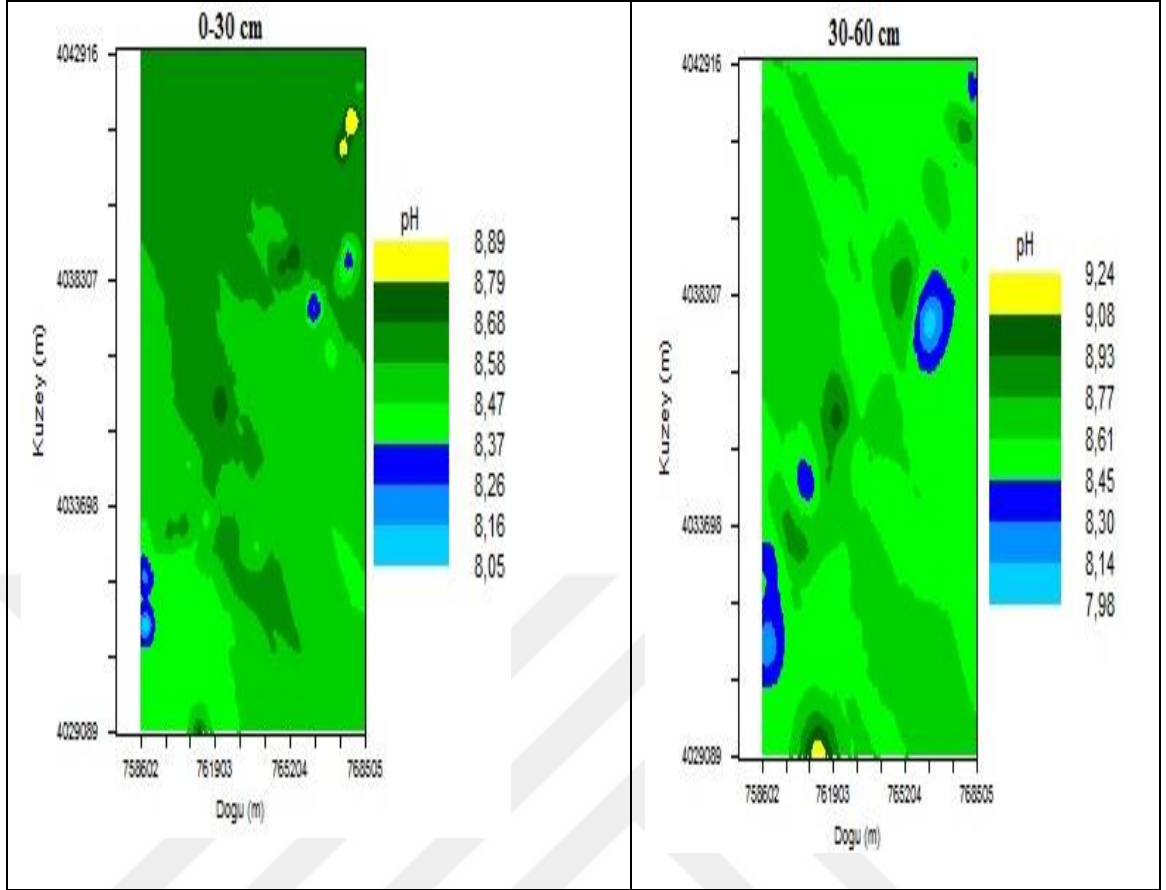 0-30 cm
4042916
4038307
4033698
4029089
Kuzey (m)
758602 761903 765204 768505
Dogu (m)
pH
8,89
8,79
8,68
8,58
8,47
8,37
8,26
8,16
8,05
30-60 cm
4042916
4038307
4033698
4029089
Kuzey (m)
758602 761903 765204 768505
Dogu (m)
pH
9,24
9,08
8,93
8,77
8,61
8,45
8,30
8,14
7,98